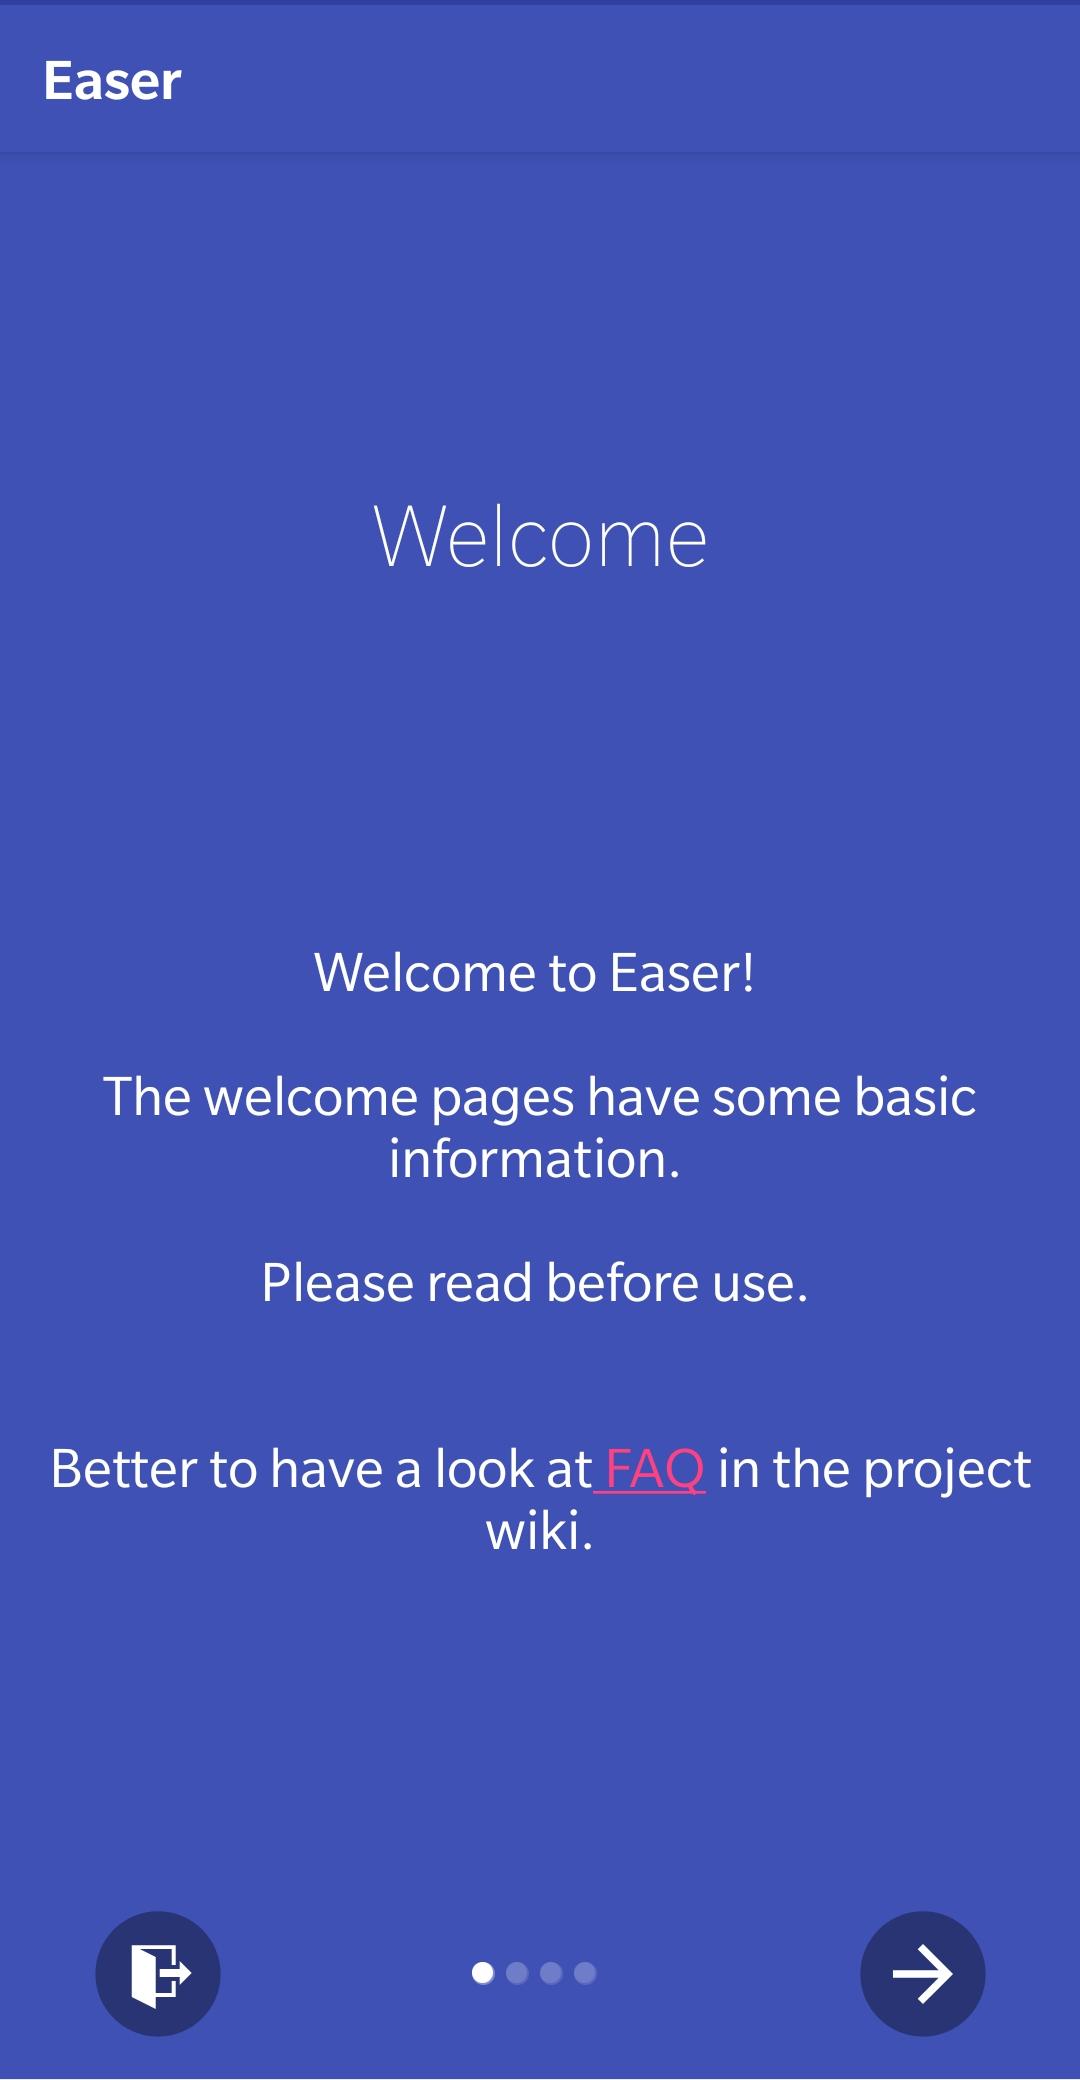 Easer
Welcome
Welcome to Easer!
The welcome pages have some basic
information.
Please read before use.
Better to have a look at FAQ in the project
wiki.